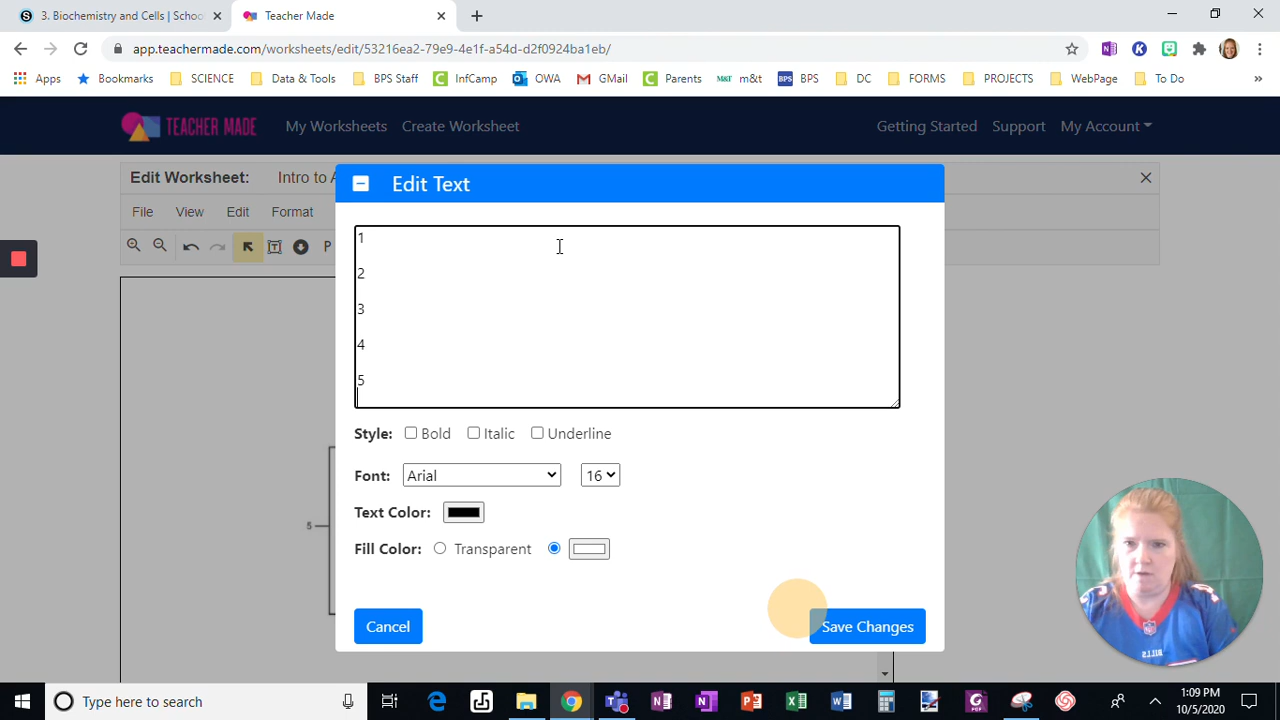 3. Biochemistry and Cells | Schoo
Teacher Made
app.teachermade.com/worksheets/edit/53216ea2-79e9-4e1f-a54d-d2f0924ba1eb/
Apps
Bookmarks
SCIENCE
Data & Tools
BPS Staff
InfCamp
OWA
GMail
Parents
M&T
m&t
BPS
BPS
DC
FORMS
PROJECTS
WebPage
To Do
TEACHER MADE
My Worksheets
Create Worksheet
Getting Started
Support
My Account
Edit Worksheet:
Intro to A
File
View
Edit
Format
T
P
Edit Text
1
2
3
4
5
Style:
Bold
Italic
Underline
Font:
Arial
16
Text Color:
Fill Color:
Transparent
Cancel
Save Changes
5
Type here to search
1:09 PM
10/5/2020